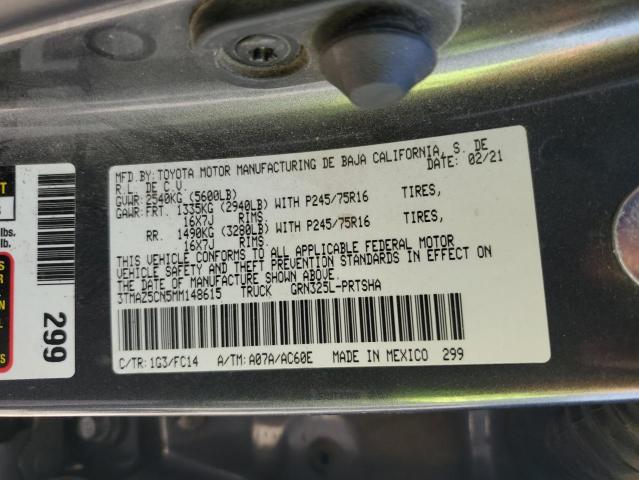 MFD.BY: TOYOTA MOTOR MANUFACTURING DE BAJA CALIFORNIA, S. DE
R.L. DE C.V. DATE: 02/21
GVWR: 2540KG (5600LB)
GAWR: FRT. 1335KG (2940LB) WITH P245/75R16 TIRES,
16X7J RIMS
RR. 1490KG (3280LB) WITH P245/75R16 TIRES,
16X7J RIMS.
THIS VEHICLE CONFORMS TO ALL APPLICABLE FEDERAL MOTOR
VEHICLE SAFETY AND THEFT PREVENTION STANDARDS IN EFFECT ON
THE DATE OF MANUFACTURE SHOWN ABOVE.
3TMAZ5CN5MM148615 TRUCK GRN325L-PRTSHA
C/TR: 1G3/FC14 A/TM: A07A/AC60E MADE IN MEXICO 299
299
lbs.
lb.